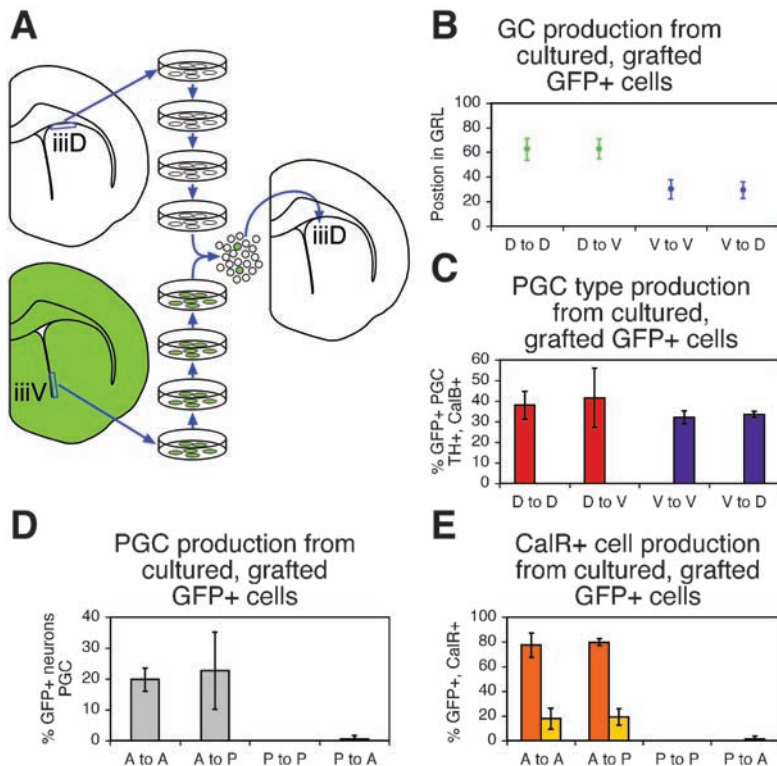 A
iiiD
iiiV
iiiD
B
GC production from
cultured, grafted
GFP+ cells
Postion in GRL
100
80
60
40
20
0
D to D
D to V
V to V
V to D
C
PGC type production
from cultured,
grafted GFP+ cells
% GFP+ PGC
TH+, CalB+
60
50
40
30
20
10
0
D to D
D to V
V to V
V to D
D
PGC production from
cultured, grafted
GFP+ cells
% GFP+ neurons
PGC
40
30
20
10
0
A to A
A to P
P to P
P to A
E
CalR+ cell production
from cultured, grafted
GFP+ cells
% GFP+, CalR+
100
80
60
40
20
0
A to A
A to P
P to P
P to A